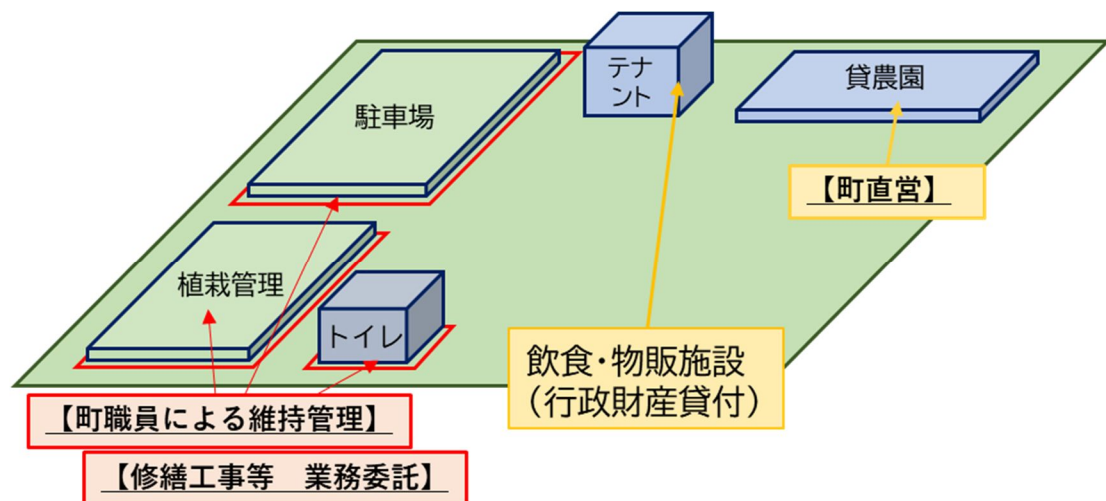 テナ
ント
貸農園
駐車場
【町直営】
植栽管理
トイレ
飲食・物販施設
（行政財産貸付）
【町職員による維持管理】
【修繕工事等　業務委託】